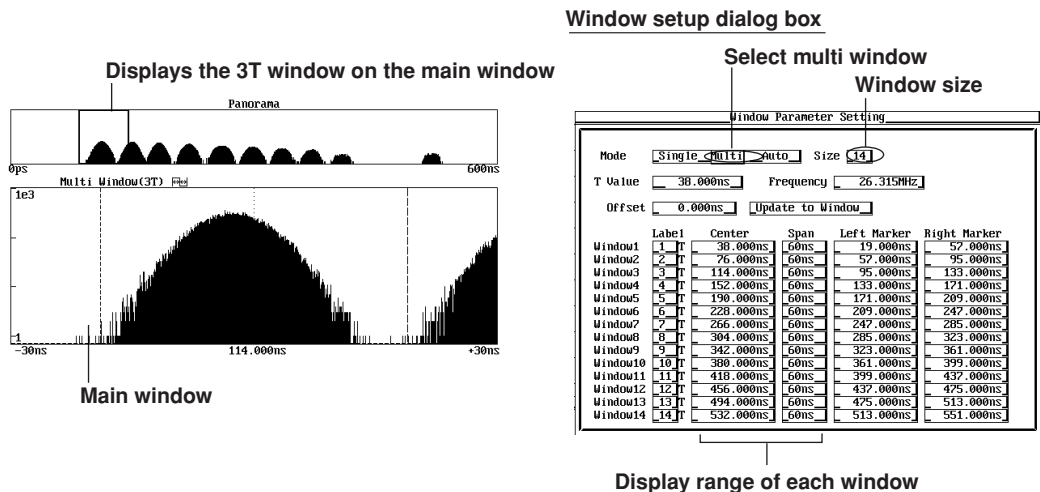 Window setup dialog box
Displays the 3T window on the main window
Select multi window
Window size
Panorama
0ps 600ns
Multi Window(3T)
1e3
1
-30ns 114.000ns +30ns
Main window
Window Parameter Setting
Mode Single Multi Auto Size 14
T Value 38.000ns Frequency 26.315MHz
Offset 0.000ns Update to Window
Label Center Span Left Marker Right Marker
Window1 1 T 38.000ns 60ns 19.000ns 57.000ns
Window2 2 T 76.000ns 60ns 57.000ns 95.000ns
Window3 3 T 114.000ns 60ns 95.000ns 133.000ns
Window4 4 T 152.000ns 60ns 133.000ns 171.000ns
Window5 5 T 190.000ns 60ns 171.000ns 209.000ns
Window6 6 T 228.000ns 60ns 209.000ns 247.000ns
Window7 7 T 266.000ns 60ns 247.000ns 285.000ns
Window8 8 T 304.000ns 60ns 285.000ns 323.000ns
Window9 9 T 342.000ns 60ns 323.000ns 361.000ns
Window10 10 T 380.000ns 60ns 361.000ns 399.000ns
Window11 11 T 418.000ns 60ns 399.000ns 437.000ns
Window12 12 T 456.000ns 60ns 437.000ns 475.000ns
Window13 13 T 494.000ns 60ns 475.000ns 513.000ns
Window14 14 T 532.000ns 60ns 513.000ns 551.000ns
Display range of each window